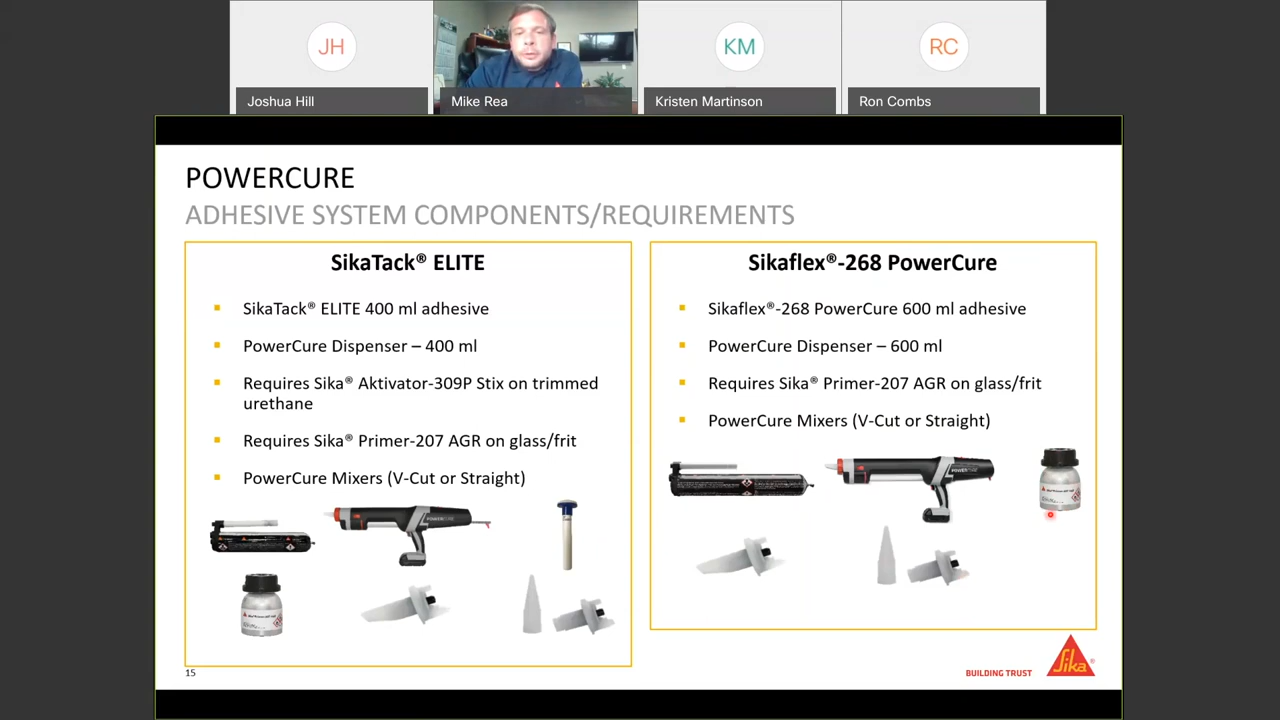 JH
Joshua Hill
Mike Rea
KM
Kristen Martinson
RC
Ron Combs
POWERCURE
ADHESIVE SYSTEM COMPONENTS/REQUIREMENTS
SikaTack® ELITE
SikaTack® ELITE 400 ml adhesive
PowerCure Dispenser – 400 ml
Requires Sika® Aktivator-309P Stix on trimmed
urethane
Requires Sika® Primer-207 AGR on glass/frit
PowerCure Mixers (V-Cut or Straight)
POWERCURE
Sikaflex®-268 PowerCure
Sikaflex®-268 PowerCure 600 ml adhesive
PowerCure Dispenser – 600 ml
Requires Sika® Primer-207 AGR on glass/frit
PowerCure Mixers (V-Cut or Straight)
POWERCURE
15
BUILDING TRUST
Sika®